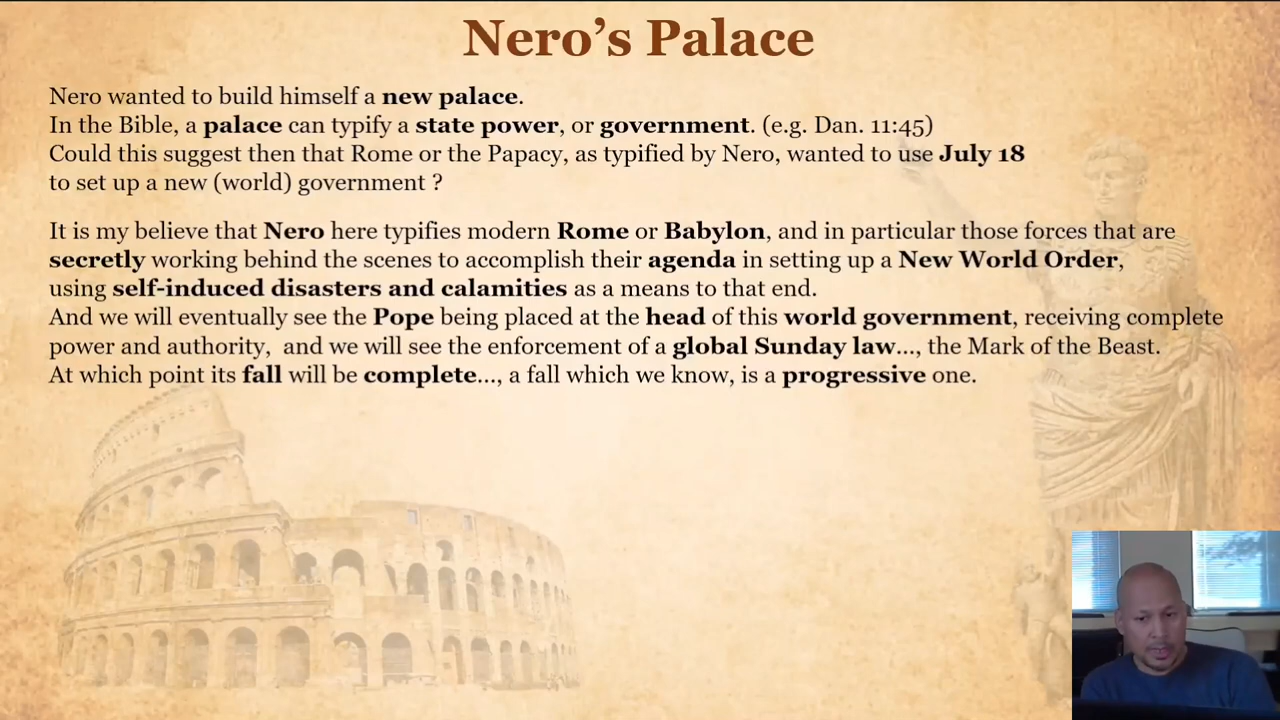 Nero’s Palace
Nero wanted to build himself a new palace.
In the Bible, a palace can typify a state power, or government. (e.g. Dan. 11:45)
Could this suggest then that Rome or the Papacy, as typified by Nero, wanted to use July 18
to set up a new (world) government ?
It is my believe that Nero here typifies modern Rome or Babylon, and in particular those forces that are
secretly working behind the scenes to accomplish their agenda in setting up a New World Order,
using self-induced disasters and calamities as a means to that end.
And we will eventually see the Pope being placed at the head of this world government, receiving complete
power and authority,  and we will see the enforcement of a global Sunday law..., the Mark of the Beast.
At which point its fall will be complete..., a fall which we know, is a progressive one.